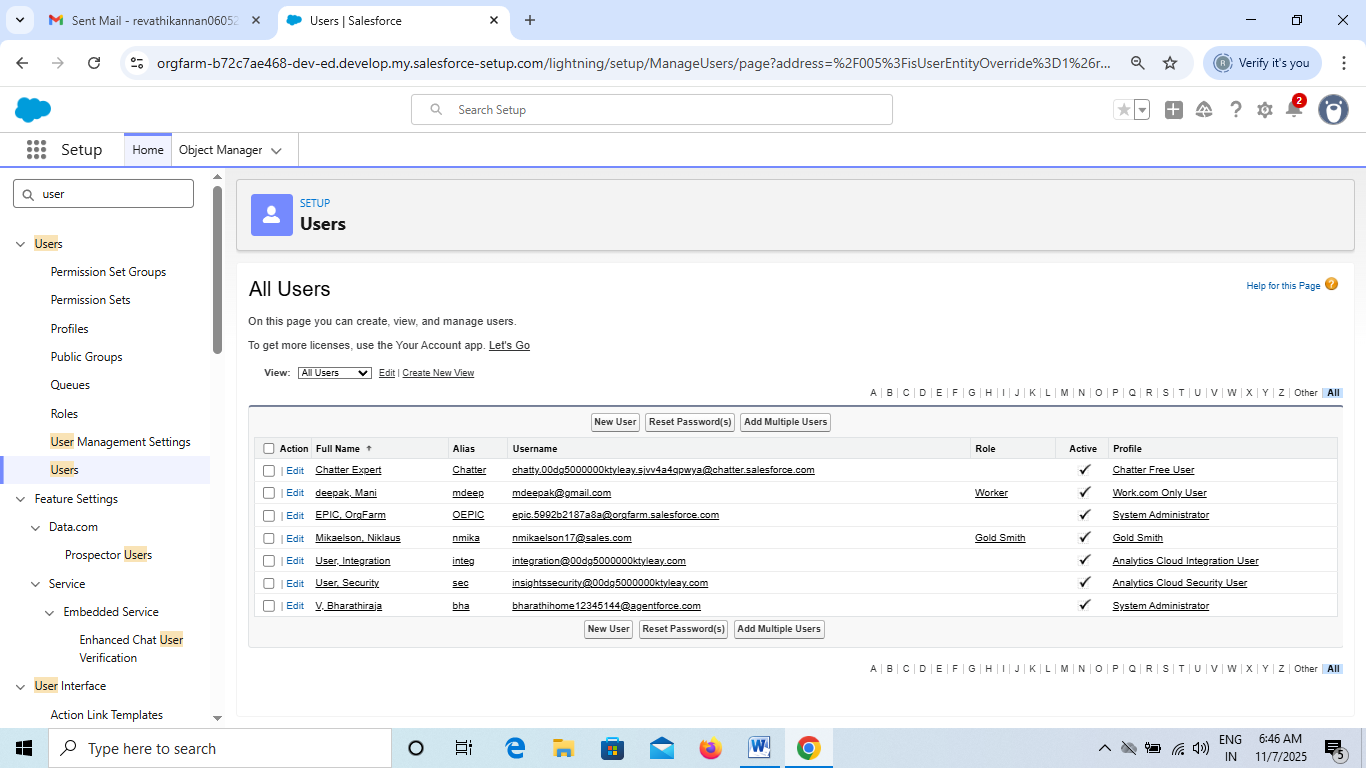 Sent Mail - revathikannan06052
Users | Salesforce
orgfarm-b72c7ae468-dev-ed.develop.my.salesforce-setup.com/lightning/setup/ManageUsers/page?address=%2F005%3FisUserEntityOverride%3D1%26r...
R
Verify it's you
Search Setup
2
Setup
Home
Object Manager
user
Users
Permission Set Groups
Permission Sets
Profiles
Public Groups
Queues
Roles
User Management Settings
Users
Feature Settings
Data.com
Prospector Users
Service
Embedded Service
Enhanced Chat User
Verification
User Interface
Action Link Templates
SETUP
Users
All Users
Help for this Page ?
On this page you can create, view, and manage users.
To get more licenses, use the Your Account app. Let's Go
View: All Users Edit | Create New View
A | B | C | D | E | F | G | H | I | J | K | L | M | N | O | P | Q | R | S | T | U | V | W | X | Y | Z | Other All
New User Reset Password(s) Add Multiple Users
Action Full Name Alias Username Role Active Profile
| Edit Chatter Expert Chatter chatty.00dg5000000ktyleay.sjvv4a4qpwya@chatter.salesforce.com Chatter Free User
| Edit deepak, Mani mdeep mdeepak@gmail.com Worker Work.com Only User
| Edit EPIC, OrgFarm OEPIC epic.5992b2187a8a@orgfarm.salesforce.com System Administrator
| Edit Mikaelson, Niklaus nmika nmikaelson17@sales.com Gold Smith Gold Smith
| Edit User, Integration integ integration@00dg5000000ktyleay.com Analytics Cloud Integration User
| Edit User, Security sec insightssecurity@00dg5000000ktyleay.com Analytics Cloud Security User
| Edit V, Bharathiraja bha bharathihome12345144@agentforce.com System Administrator
New User Reset Password(s) Add Multiple Users
A | B | C | D | E | F | G | H | I | J | K | L | M | N | O | P | Q | R | S | T | U | V | W | X | Y | Z | Other All
Type here to search
ENG
IN
6:46 AM
11/7/2025
5